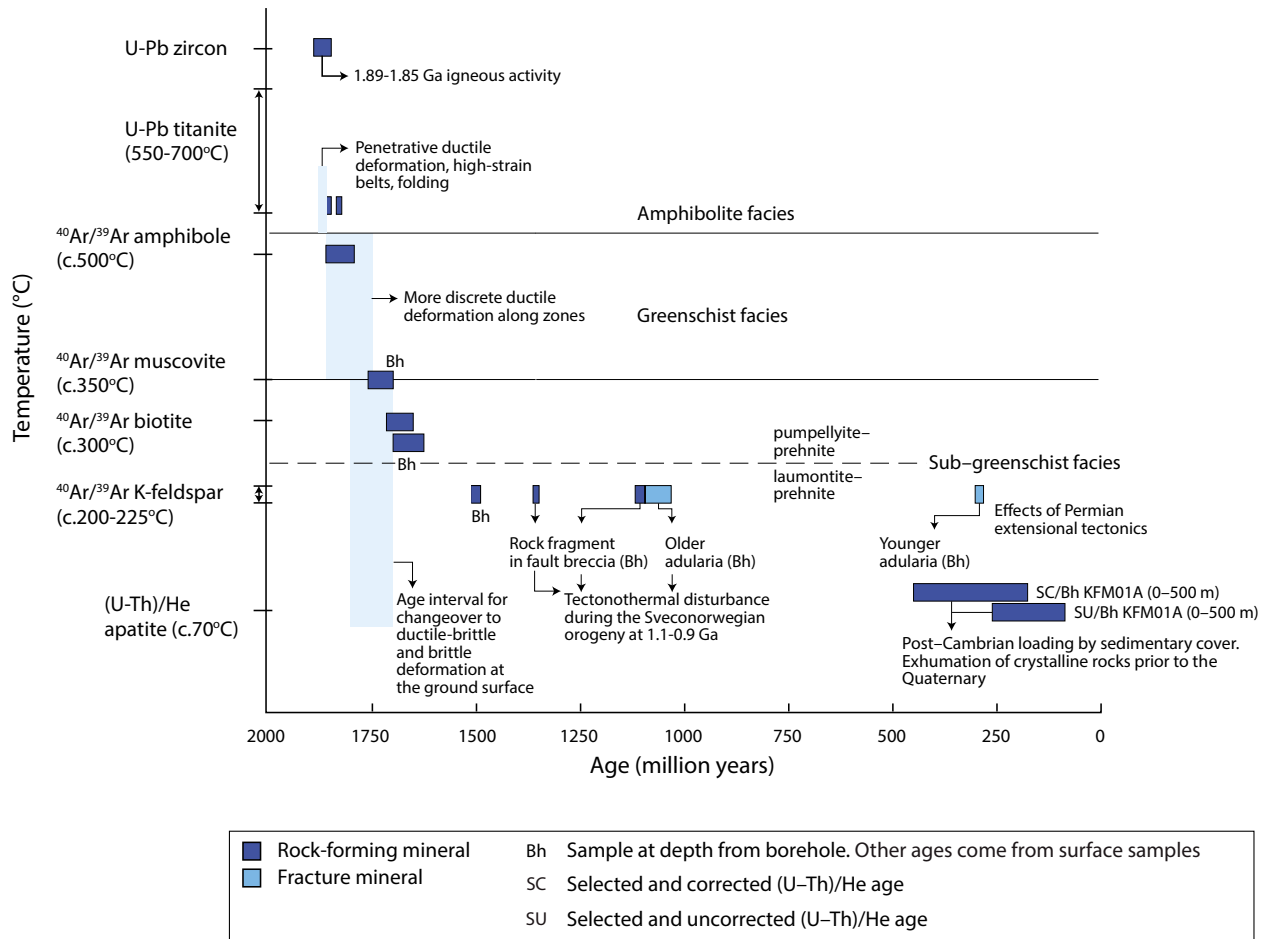 U-Pb zircon
1.89-1.85 Ga igneous activity
U-Pb titanite
(550-700°C)
Penetrative ductile
deformation, high-strain
belts, folding
Amphibolite facies
⁴⁰Ar/³⁹Ar amphibole
(c.500°C)
More discrete ductile
deformation along zones
Greenschist facies
Temperature (°C)
⁴⁰Ar/³⁹Ar muscovite
(c.350°C)
Bh
⁴⁰Ar/³⁹Ar biotite
(c.300°C)
Bh
pumpellyite–
prehnite
Sub–greenschist facies
laumontite–
prehnite
⁴⁰Ar/³⁹Ar K-feldspar
(c.200-225°C)
Bh
Rock fragment
in fault breccia (Bh)
Older
adularia (Bh)
Effects of Permian
extensional tectonics
Younger
adularia (Bh)
(U-Th)/He
apatite (c.70°C)
Age interval for
changeover to
ductile-brittle
and brittle
deformation at
the ground surface
Tectonothermal disturbance
during the Sveconorwegian
orogeny at 1.1-0.9 Ga
SC/Bh KFM01A (0–500 m)
SU/Bh KFM01A (0–500 m)
Post–Cambrian loading by sedimentary cover.
Exhumation of crystalline rocks prior to the
Quaternary
2000 1750 1500 1250 1000 750 500 250 0
Age (million years)
Rock-forming mineral
Fracture mineral
Bh Sample at depth from borehole. Other ages come from surface samples
SC Selected and corrected (U–Th)/He age
SU Selected and uncorrected (U–Th)/He age